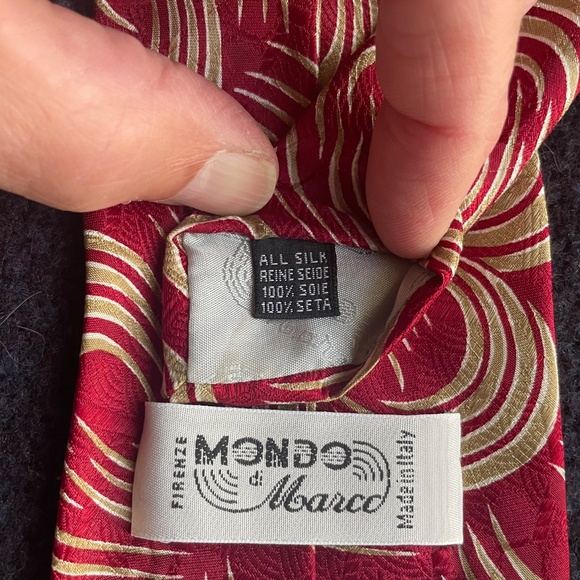 ALL SILK
REINE SEIDE
100% SOIE
100% SETA
FIRENZE
MONDO
di
Marco
Made in Italy